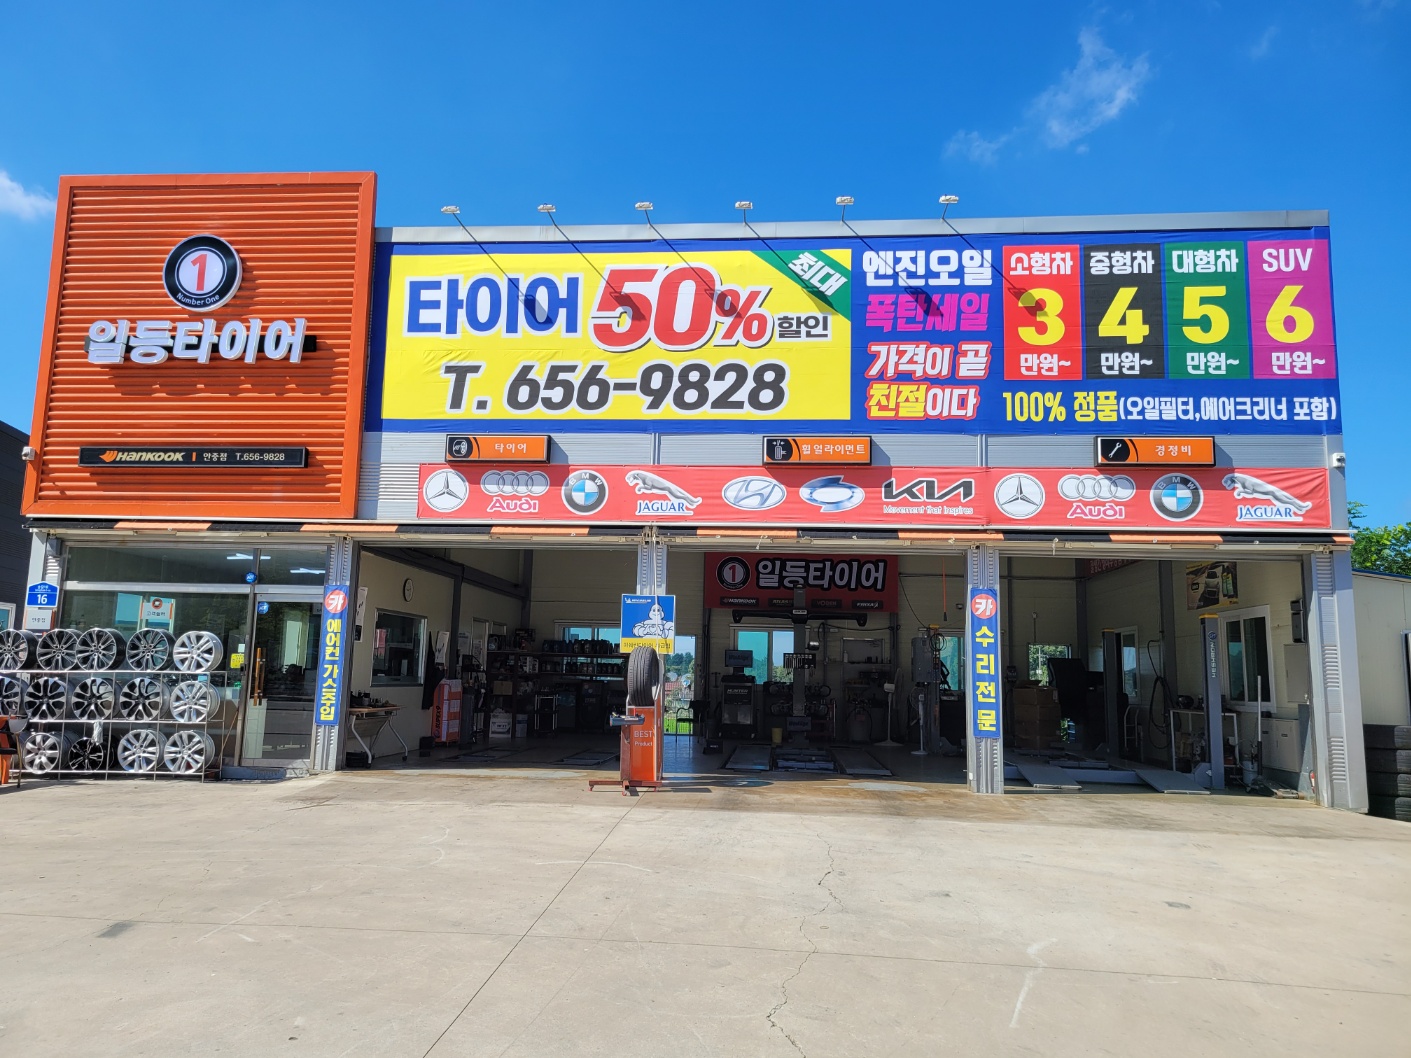 1
Number One
일등타이어
HANKOOK 안중점 T.656-9828
타이어 50% 할인
최대
T. 656-9828
엔진오일
폭탄세일
가격이 곧
친절이다
소형차
3
만원~
중형차
4
만원~
대형차
5
만원~
SUV
6
만원~
100% 정품(오일필터,에어크리너 포함)
타이어
휠얼라이먼트
경정비
Audi
BMW
JAGUAR
KIA
Movement that inspires
Audi
BMW
JAGUAR
16
카 에어컨 가스주입
MICHELIN
BEST
Product
1 일등타이어
HANKOOK
카 수리전문